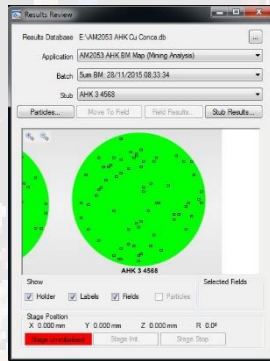 Results Review
Results Database E:\AM2053 AHK Cu Conca.db ...
Application AM2053 AHK BM Map (Mining Analysis)
Batch 5um BM: 28/11/2015 08:33:34
Stub AHK 3 4568
Particles... Move To Field Field Results... Stub Results...
AHK 3 4568
Show Selected Fields
Holder Labels Fields Particles
Stage Position
X 0.000 mm Y 0.000 mm Z 0.000 mm R 0.0º
Stage Init. Stage Stop